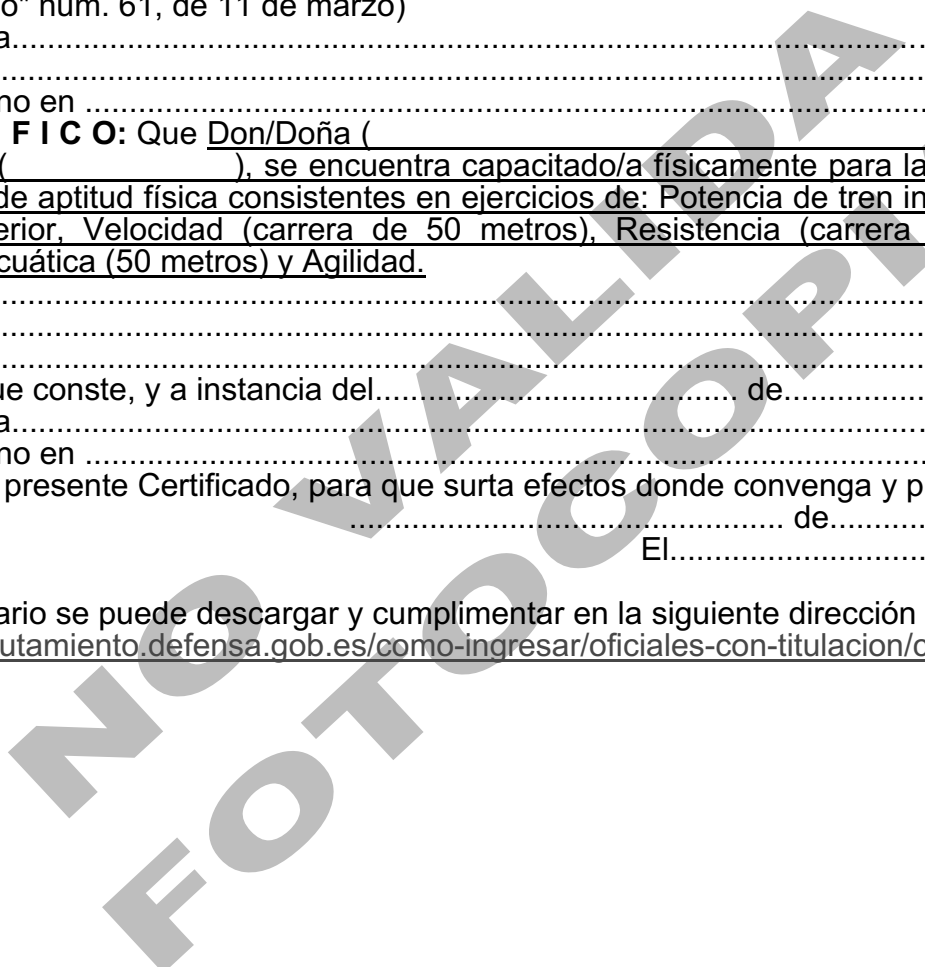 o" núm. 61, de 11 de marzo)
a..........................................................................................................
..............................................................................................................
no en ..................................................................................................
F I C O: Que Don/Doña (
( ), se encuentra capacitado/a físicamente para la
de aptitud física consistentes en ejercicios de: Potencia de tren in
erior, Velocidad (carrera de 50 metros), Resistencia (carrera
cuática (50 metros) y Agilidad.
..............................................................................................................
..............................................................................................................
..............................................................................................................
ue conste, y a instancia del......................................... de................
a..........................................................................................................
no en ..................................................................................................
presente Certificado, para que surta efectos donde convenga y p
................................................. de...........
El.............................
ario se puede descargar y cumplimentar en la siguiente dirección
utamiento.defensa.gob.es/como-ingresar/oficiales-con-titulacion/c
NO VALIDA
FOTOCOPI